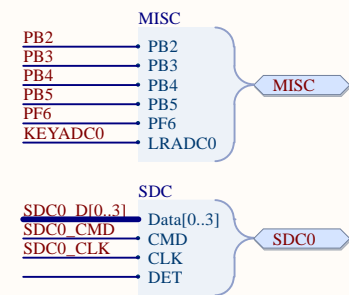 MISC
PB2 PB2
PB3 PB3
PB4 PB4 MISC
PB5 PB5
PF6 PF6
KEYADC0 LRADC0
SDC
SDC0_D[0..3] Data[0..3]
SDC0_CMD CMD SDC0
SDC0_CLK CLK
DET